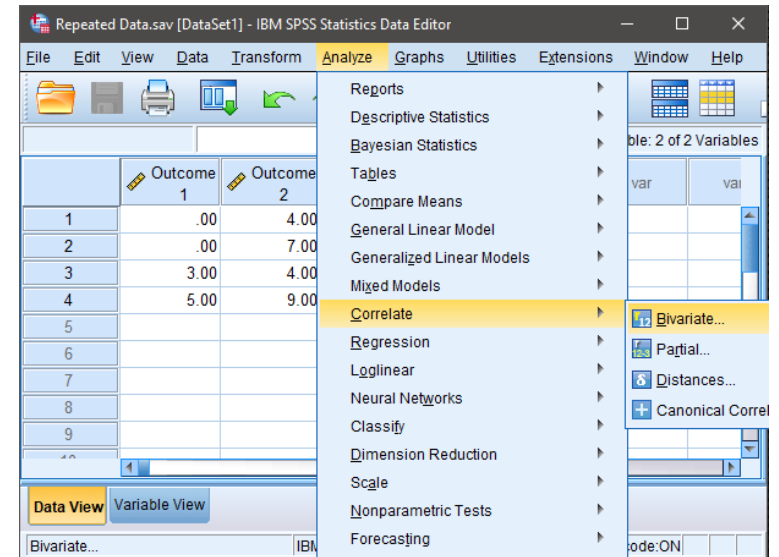 Repeated Data.sav [DataSet1] - IBM SPSS Statistics Data Editor
File Edit View Data Transform Analyze Graphs Utilities Extensions Window Help
Reports
Descriptive Statistics
Bayesian Statistics
ble: 2 of 2 Variables
Tables
Compare Means
General Linear Model
Generalized Linear Models
Mixed Models
Correlate
Regression
Loglinear
Neural Networks
Classify
Dimension Reduction
Scale
Nonparametric Tests
Forecasting
Bivariate...
Partial...
Distances...
Canonical Correl
Outcome 1 Outcome 2 var var
1 .00 4.00
2 .00 7.00
3 3.00 4.00
4 5.00 9.00
5
6
7
8
9
Data View Variable View
Bivariate... IBM code:ON